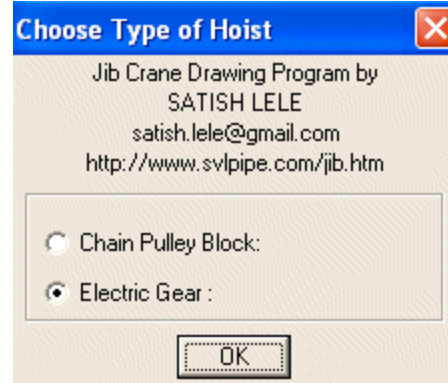 Choose Type of Hoist
Jib Crane Drawing Program by
SATISH LELE
satish.lele@gmail.com
http://www.svlpipe.com/jib.htm
Chain Pulley Block:
Electric Gear :
OK